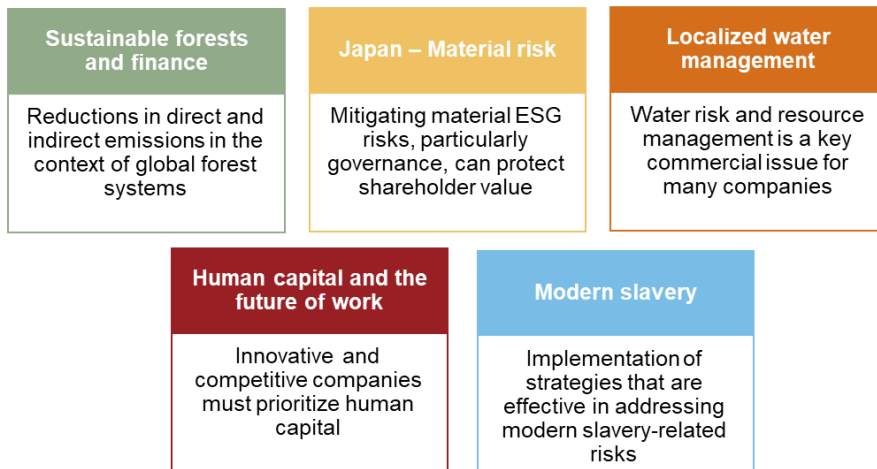 Sustainable forests
and finance
Reductions in direct and
indirect emissions in the
context of global forest
systems
Japan – Material risk
Mitigating material ESG
risks, particularly
governance, can protect
shareholder value
Localized water
management
Water risk and resource
management is a key
commercial issue for
many companies
Human capital and the
future of work
Innovative and
competitive companies
must prioritize human
capital
Modern slavery
Implementation of
strategies that are
effective in addressing
modern slavery-related
risks